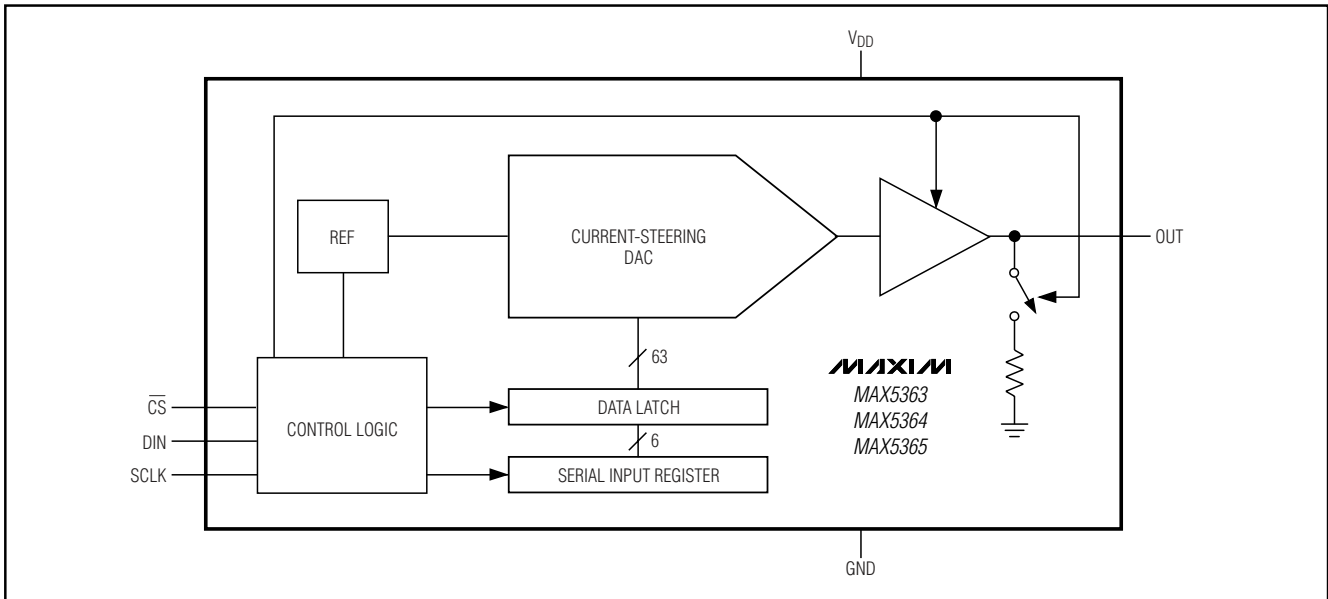 VDD
REF
CURRENT-STEERING
DAC
OUT
63
MAXIM
MAX5363
MAX5364
MAX5365
CS
DIN
SCLK
CONTROL LOGIC
DATA LATCH
6
SERIAL INPUT REGISTER
GND